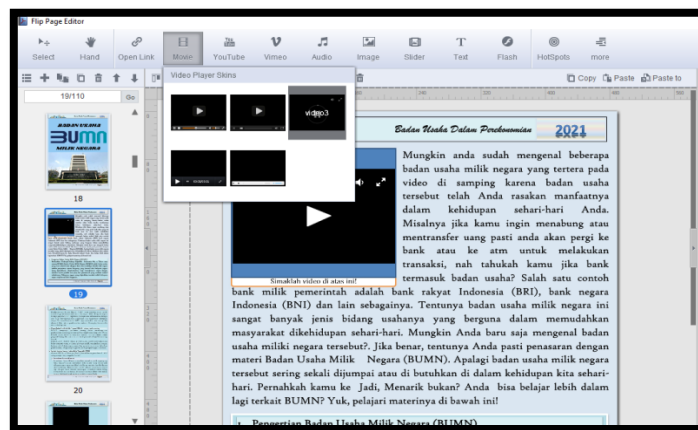 Flip Page Editor
Select Hand Open Link Movie YouTube Vimeo Audio Image Slider Text Flash HotSpots more
Copy Paste Paste to
19/110 Go
Video Player Skins
video3
BADAN USAHA
BUMN
MILIK NEGARA
18
19
20
Badan Usaha Dalam Perekonomian 2021
Mungkin anda sudah mengenal beberapa
badan usaha milik negara yang tertera pada
video di samping karena badan usaha
tersebut telah Anda rasakan manfaatnya
dalam kehidupan sehari-hari Anda.
Misalnya jika kamu ingin menabung atau
mentransfer uang pasti anda akan pergi ke
bank atau ke atm untuk melakukan
transaksi, nah tahukah kamu jika bank
termasuk badan usaha? Salah satu contoh
Simaklah video di atas ini!
bank milik pemerintah adalah bank rakyat Indonesia (BRI), bank negara
Indonesia (BNI) dan lain sebagainya. Tentunya badan usaha milik negara ini
sangat banyak jenis bidang usahanya yang berguna dalam memudahkan
masyarakat dikehidupan sehari-hari. Mungkin Anda baru saja mengenal badan
usaha miliki negara tersebut?. Jika benar, tentunya Anda pasti penasaran dengan
materi Badan Usaha Milik Negara (BUMN). Apalagi badan usaha milik negara
tersebut sering sekali dijumpai atau di butuhkan di dalam kehidupan kita sehari-
hari. Pernahkah kamu ke Jadi, Menarik bukan? Anda bisa belajar lebih dalam
lagi terkait BUMN? Yuk, pelajari materinya di bawah ini!
Pengertian Badan Usaha Milik Negara (BUMN)